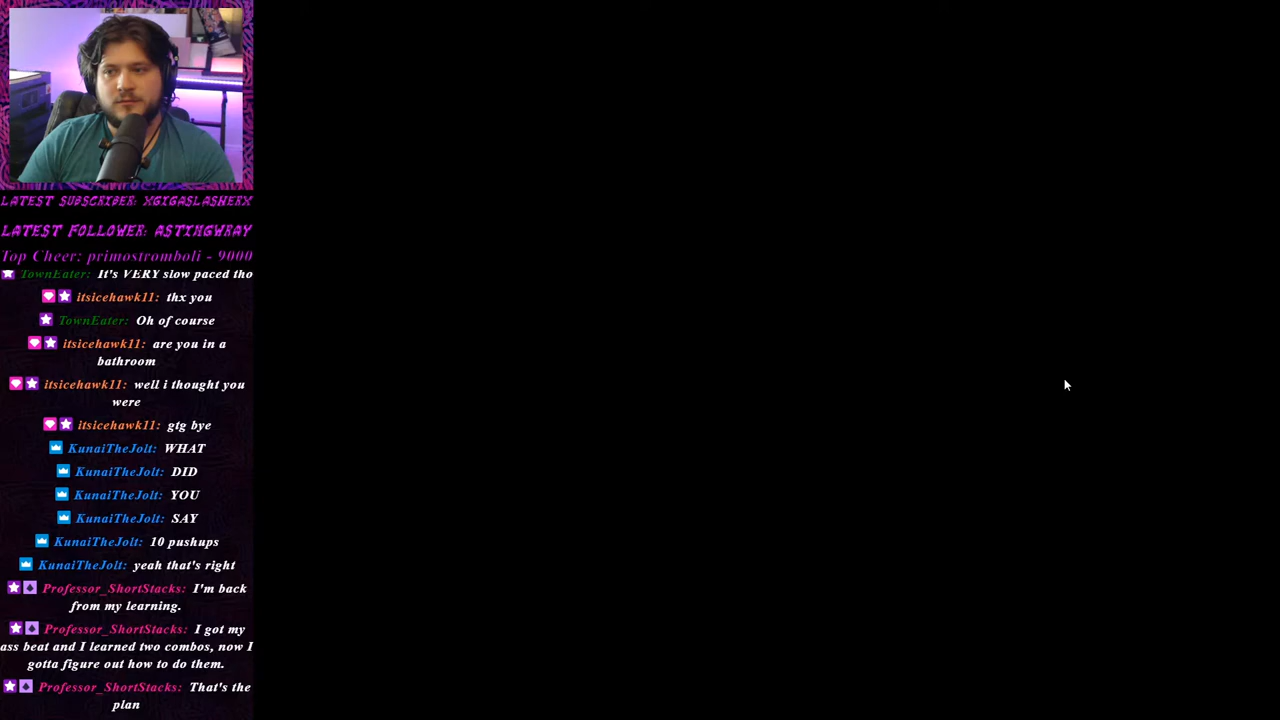 LATEST SUBSCRIBER: XGIGASLASHERX
LATEST FOLLOWER: ASTINGWRAY
Top Cheer: primostromboli - 9000
TownEater: It's VERY slow paced tho
itsicehawk11: thx you
TownEater: Oh of course
itsicehawk11: are you in a
bathroom
itsicehawk11: well i thought you
were
itsicehawk11: gtg bye
KunaiTheJolt: WHAT
KunaiTheJolt: DID
KunaiTheJolt: YOU
KunaiTheJolt: SAY
KunaiTheJolt: 10 pushups
KunaiTheJolt: yeah that's right
Professor_ShortStacks: I'm back
from my learning.
Professor_ShortStacks: I got my
ass beat and I learned two combos, now I
gotta figure out how to do them.
Professor_ShortStacks: That's the
plan